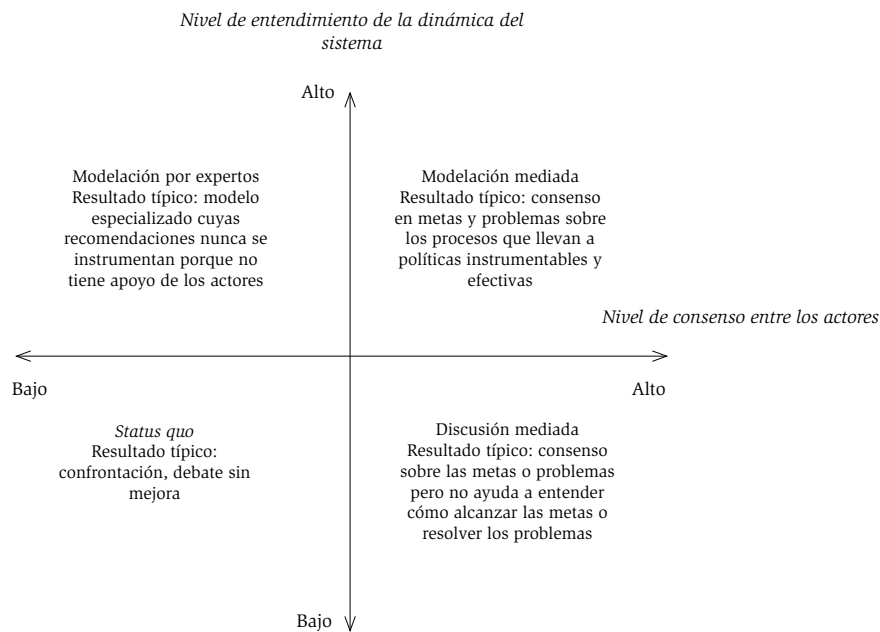 Nivel de entendimiento de la dinámica del
sistema
Alto
Modelación por expertos
Resultado típico: modelo
especializado cuyas
recomendaciones nunca se
instrumentan porque no
tiene apoyo de los actores
Modelación mediada
Resultado típico: consenso
en metas y problemas sobre
los procesos que llevan a
políticas instrumentables y
efectivas
Nivel de consenso entre los actores
Bajo
Alto
Status quo
Resultado típico:
confrontación, debate sin
mejora
Discusión mediada
Resultado típico: consenso
sobre las metas o problemas
pero no ayuda a entender
cómo alcanzar las metas o
resolver los problemas
Bajo